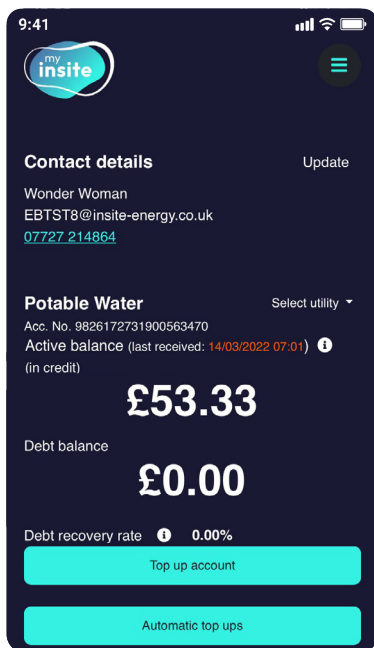 9:41
my
insite
Contact details Update
Wonder Woman
EBTST8@insite-energy.co.uk
07727 214864
Potable Water Select utility
Acc. No. 9826172731900563470
Active balance (last received: 14/03/2022 07:01) i
(in credit)
£53.33
Debt balance
£0.00
Debt recovery rate i 0.00%
Top up account
Automatic top ups